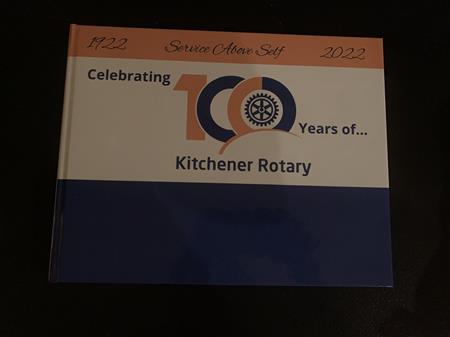 1922 Service Above Self 2022
Celebrating 100 Years of...
Kitchener Rotary